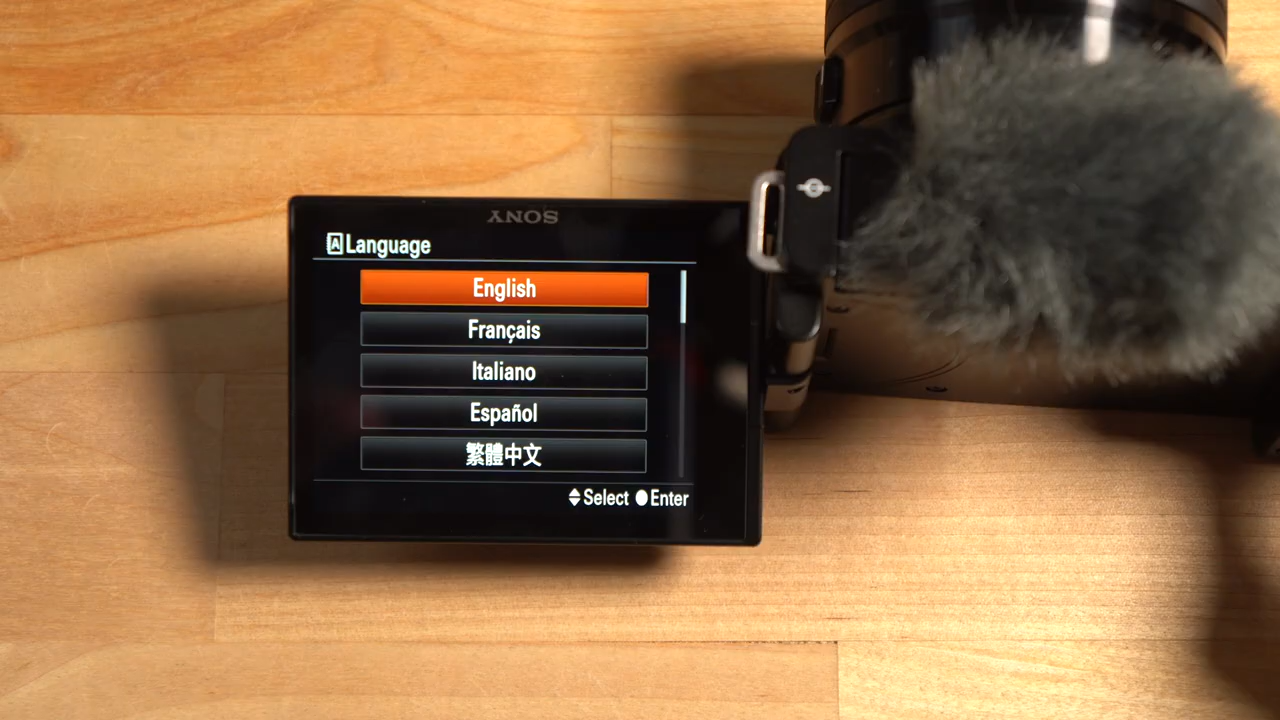 SONY
Language
English
Français
Italiano
Español
繁體中文
Select Enter